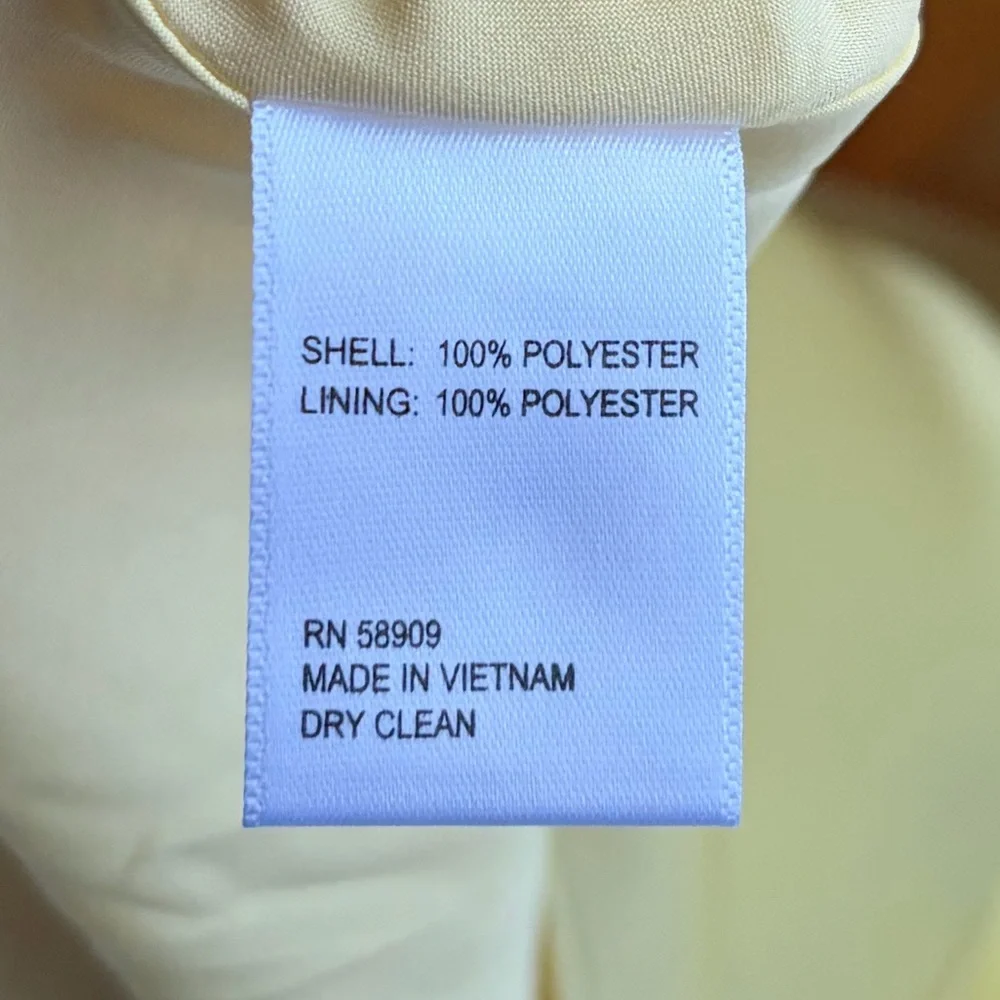 SHELL: 100% POLYESTER
LINING: 100% POLYESTER
RN 58909
MADE IN VIETNAM
DRY CLEAN